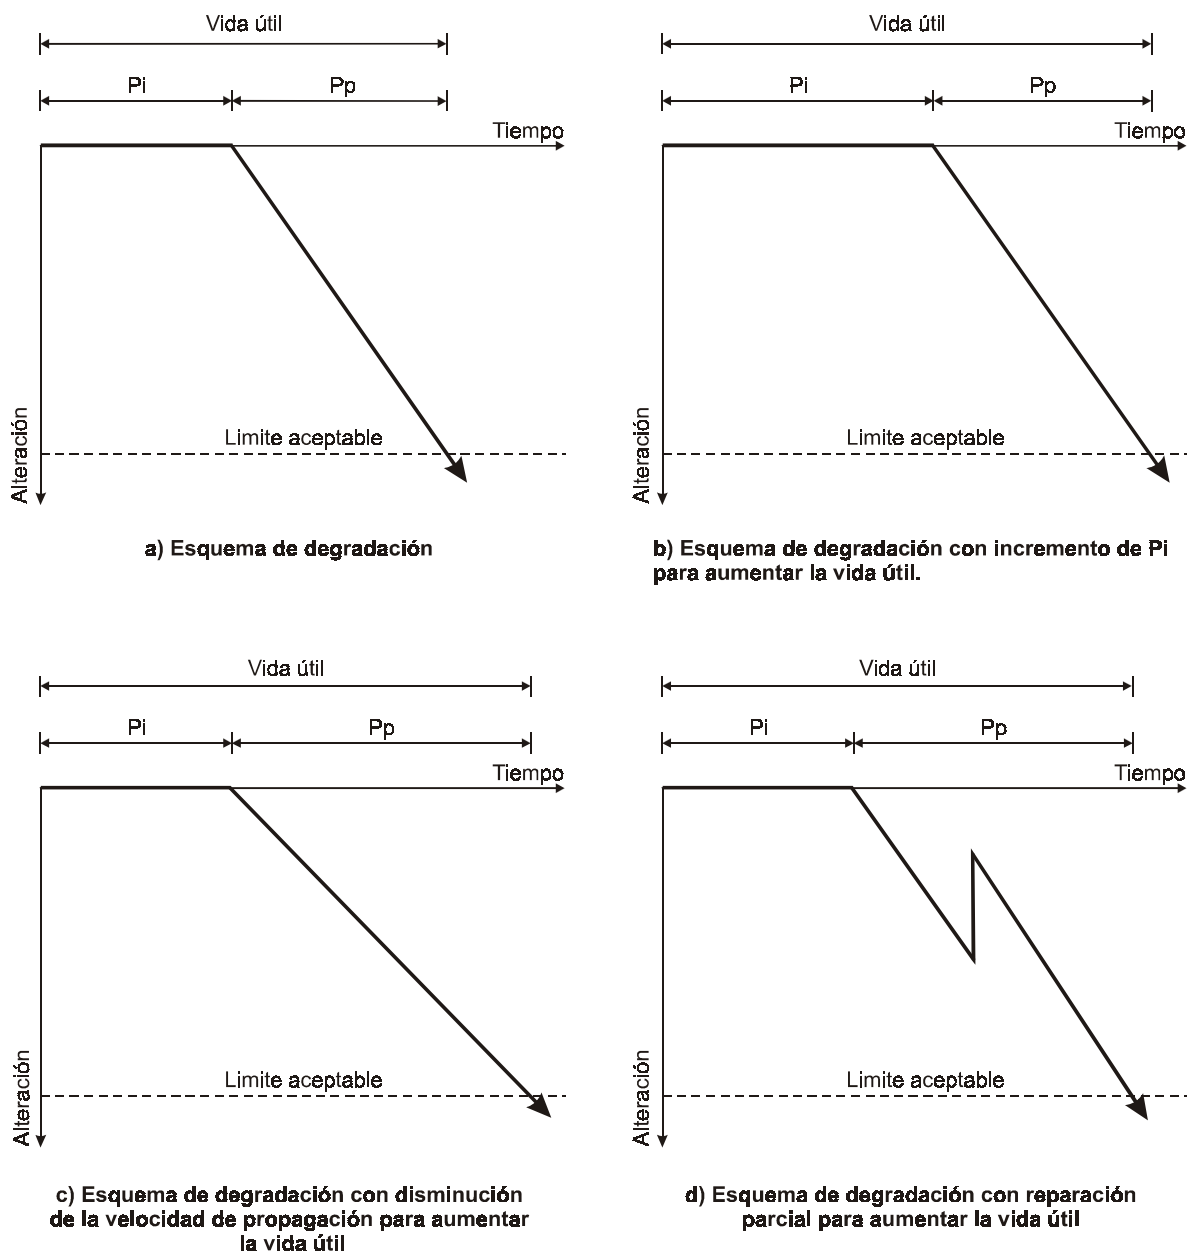 Vida útil
Pi
Pp
Tiempo
Alteración
Limite aceptable
a) Esquema de degradación
Vida útil
Pi
Pp
Tiempo
Alteración
Limite aceptable
b) Esquema de degradación con incremento de Pi
para aumentar la vida útil.
Vida útil
Pi
Pp
Tiempo
Alteración
Limite aceptable
c) Esquema de degradación con disminución
de la velocidad de propagación para aumentar
la vida útil
Vida útil
Pi
Pp
Tiempo
Alteración
Limite aceptable
d) Esquema de degradación con reparación
parcial para aumentar la vida útil